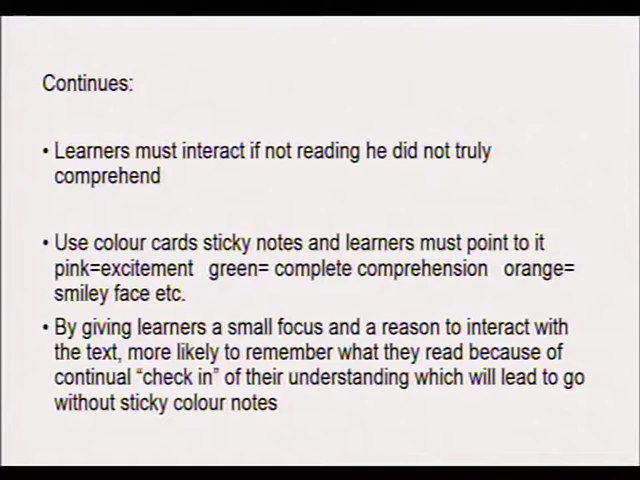 Continues:
• Learners must interact if not reading he did not truly
comprehend
• Use colour cards sticky notes and learners must point to it
pink=excitement green= complete comprehension orange=
smiley face etc.
• By giving learners a small focus and a reason to interact with
the text, more likely to remember what they read because of
continual “check in” of their understanding which will lead to go
without sticky colour notes